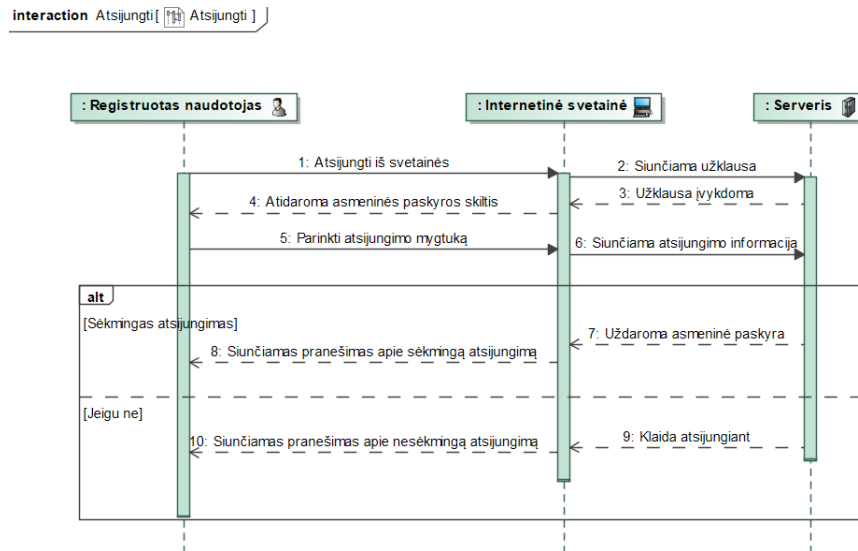 interaction Atsijungti[ Atsijungti ]
: Registruotas naudotojas
: Internetinė svetainė
: Serveris
1: Atsijungti iš svetainės
2: Siunčiama užklausa
3: Užklausa įvykdoma
4: Atidaroma asmeninės paskyros skiltis
5: Parinkti atsijungimo mygtuką
6: Siunčiama atsijungimo informacija
alt
[Sėkmingas atsijungimas]
7: Uždaroma asmeninė paskyra
8: Siunčiamas pranešimas apie sėkmingą atsijungimą
[Jeigu ne]
9: Klaida atsijungiant
10: Siunčiamas pranešimas apie nesėkmingą atsijungimą